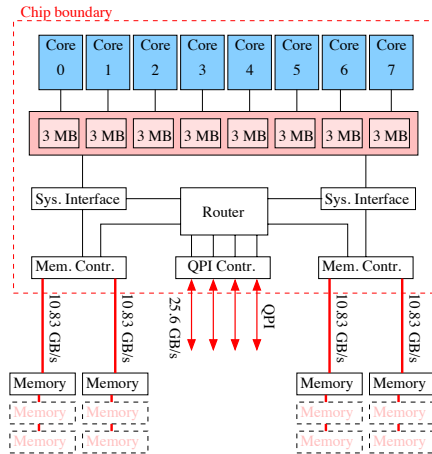 Chip boundary
Core Core Core Core Core Core Core Core
0 1 2 3 4 5 6 7
3 MB 3 MB 3 MB 3 MB 3 MB 3 MB 3 MB 3 MB
Sys. Interface Sys. Interface
Router
Mem. Contr. QPI Contr. Mem. Contr.
10.83 GB/s 10.83 GB/s 25.6 GB/s QPI 10.83 GB/s 10.83 GB/s
Memory Memory Memory Memory
Memory Memory Memory Memory
Memory Memory Memory Memory